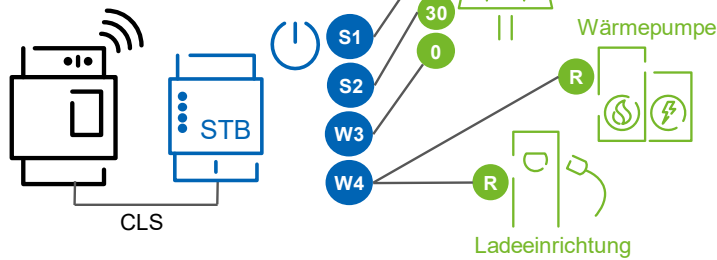 30
S1
Wärmepumpe
0
S2
R
STB
W3
W4
R
CLS
Ladeeinrichtung